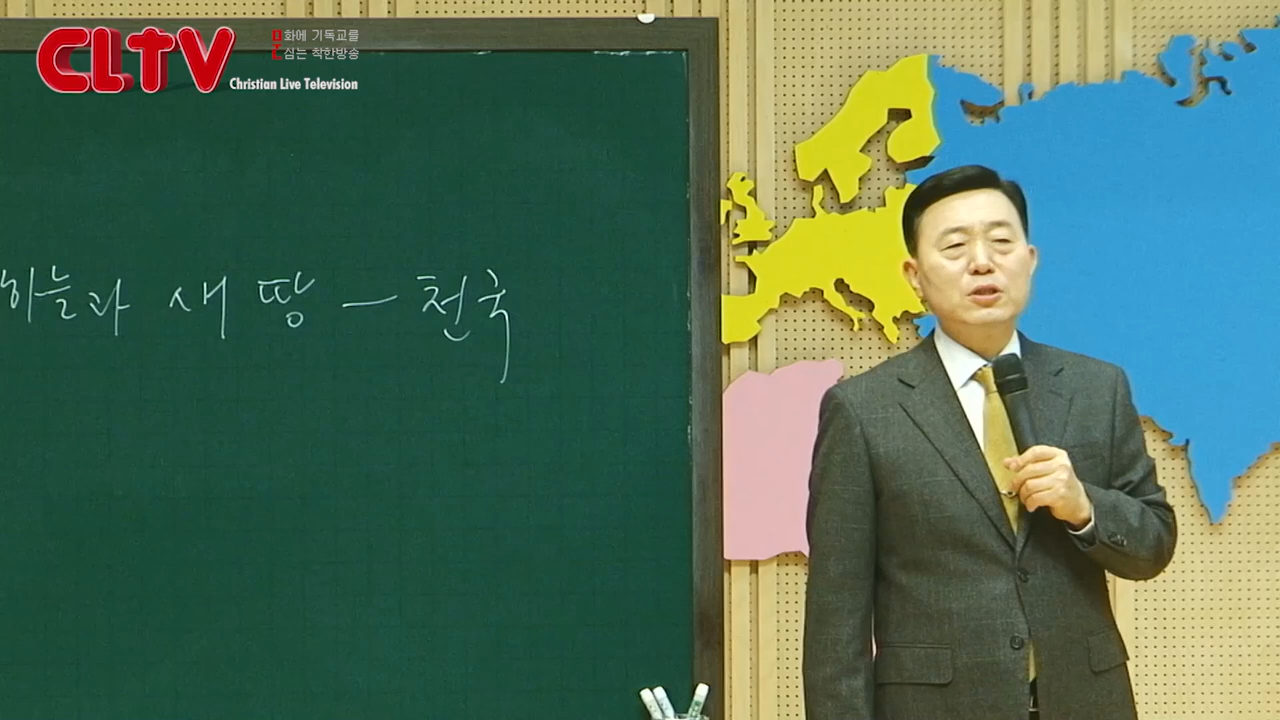 CLTV
문화에 기독교를
심는 착한방송
Christian Live Television
하늘과 새 땅 - 천국